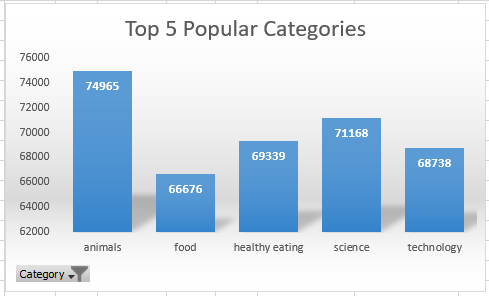 Top 5 Popular Categories
76000
74000
72000
70000
68000
66000
64000
62000
74965
66676
69339
71168
68738
animals
food
healthy eating
science
technology
Category